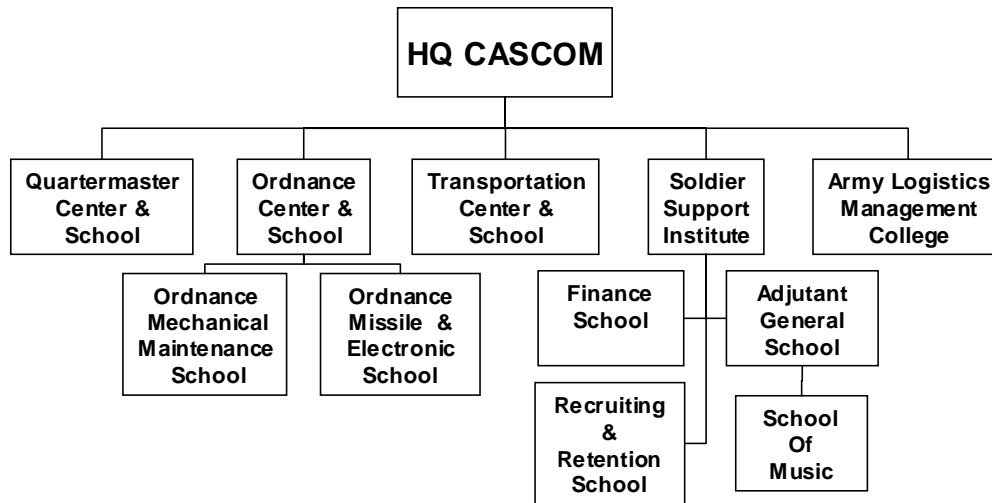 HQ CASCOM
Quartermaster
Center &
School
Ordnance
Center &
School
Transportation
Center &
School
Soldier
Support
Institute
Army Logistics
Management
College
Ordnance
Mechanical
Maintenance
School
Ordnance
Missile &
Electronic
School
Finance
School
Adjutant
General
School
Recruiting
&
Retention
School
School
Of
Music